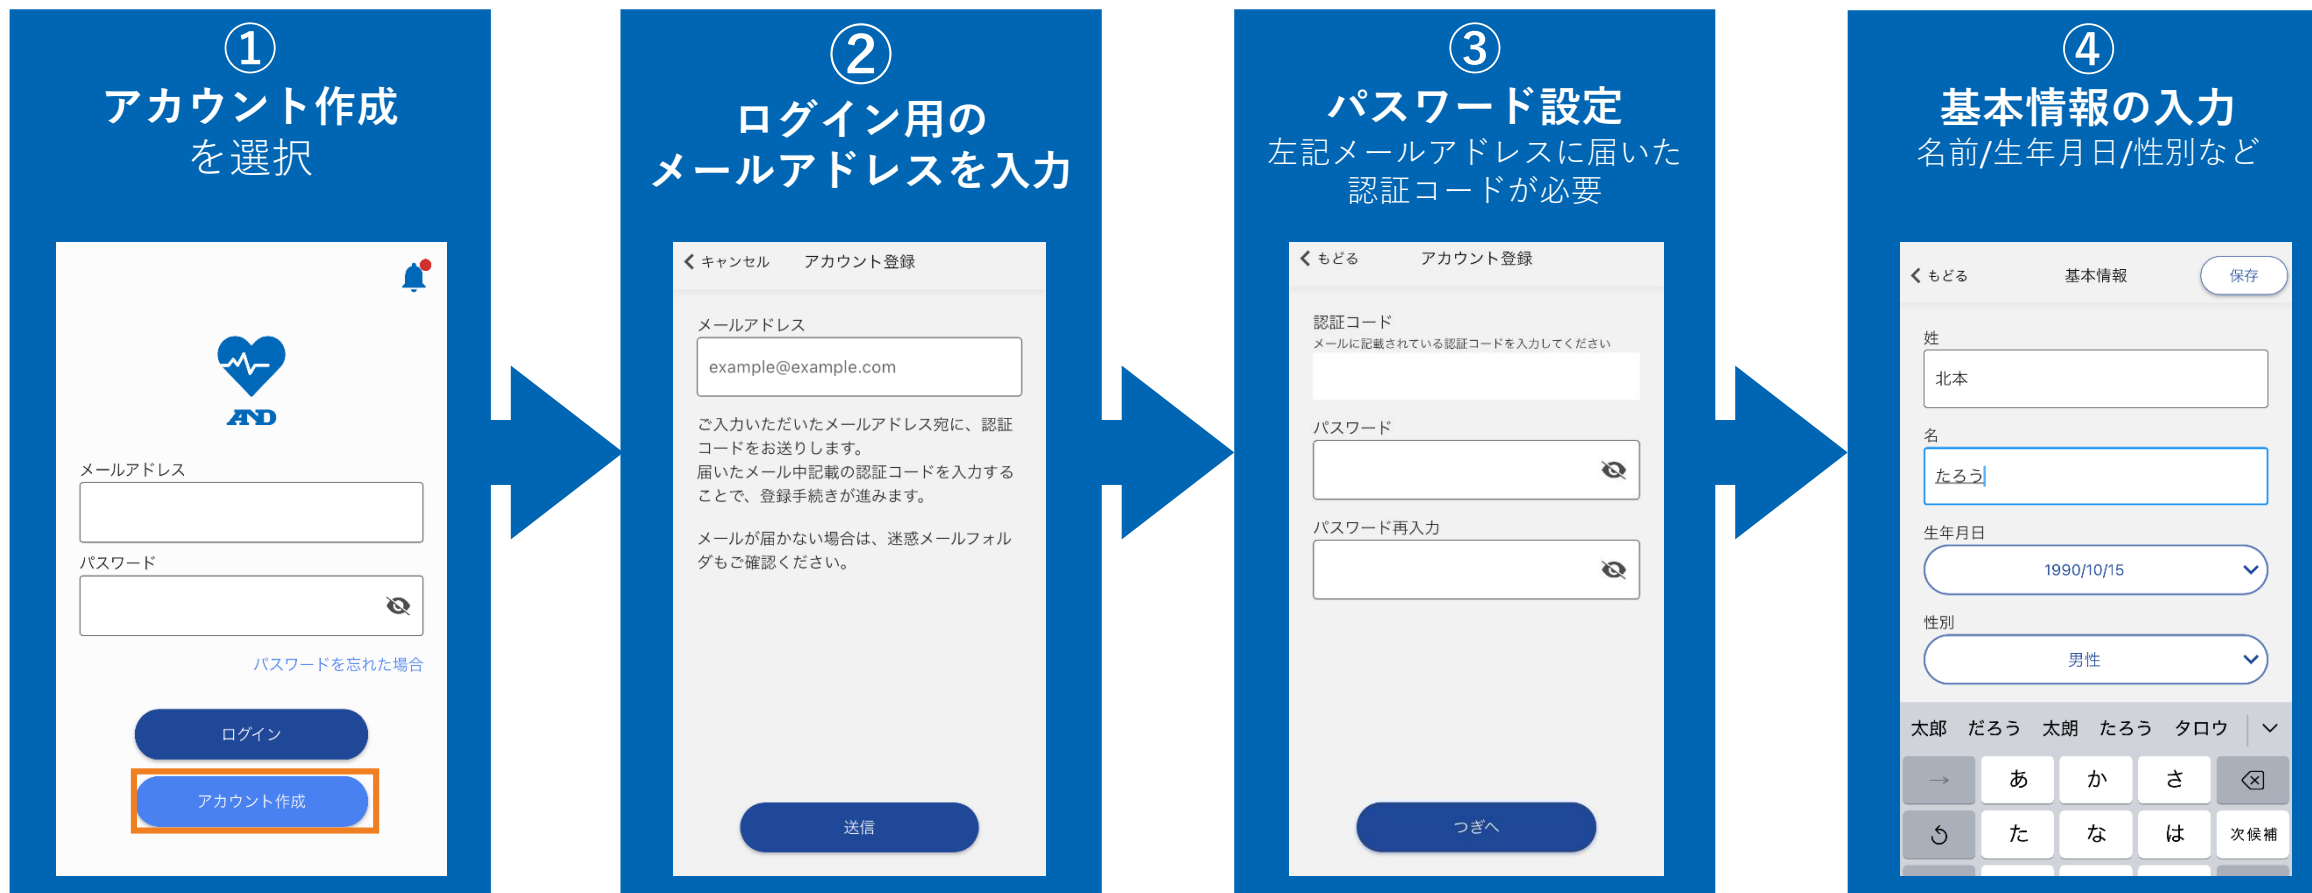 ①
アカウント作成
を選択
メールアドレス
パスワード
パスワードを忘れた場合
ログイン
アカウント作成
AND
②
ログイン用の
メールアドレスを入力
キャンセル
アカウント登録
メールアドレス
example@example.com
ご入力いただいたメールアドレス宛に、認証
コードをお送りします。
届いたメール中記載の認証コードを入力する
ことで、登録手続きが進みます。
メールが届かない場合は、迷惑メールフォル
ダもご確認ください。
送信
③
パスワード設定
左記メールアドレスに届いた
認証コードが必要
もどる
アカウント登録
認証コード
メールに記載されている認証コードを入力してください
パスワード
パスワード再入力
つぎへ
④
基本情報の入力
名前/生年月日/性別など
もどる
基本情報
保存
姓
北本
名
たろう
生年月日
1990/10/15
性別
男性
太郎 だろう 太朗 たろう タロウ
→ あ か さ
た な は 次候補